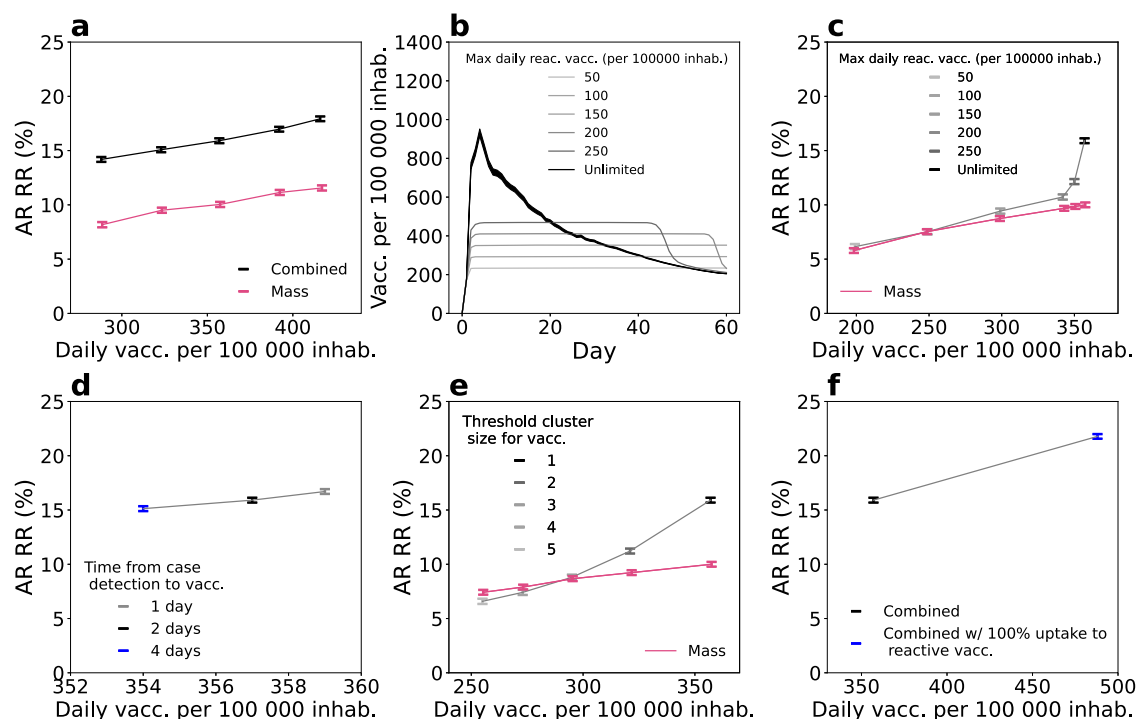 a
25
20
15
10
5
0
AR RR (%)
Combined
Mass
300
350
400
Daily vacc. per 100 000 inhab.
b
1400
1200
1000
800
600
400
200
0
Vacc. per 100 000 inhab.
Max daily reac. vacc. (per 100000 inhab.)
50
100
150
200
250
Unlimited
0
20
40
60
Day
c
25
20
15
10
5
0
AR RR (%)
Max daily reac. vacc. (per 100000 inhab.)
50
100
150
200
250
Unlimited
Mass
200
250
300
350
Daily vacc. per 100 000 inhab.
d
25
20
15
10
5
0
AR RR (%)
Time from case
detection to vacc.
1 day
2 days
4 days
352
354
356
358
360
Daily vacc. per 100 000 inhab.
e
25
20
15
10
5
0
AR RR (%)
Threshold cluster
size for vacc.
1
2
3
4
5
Mass
250
300
350
Daily vacc. per 100 000 inhab.
f
25
20
15
10
5
0
AR RR (%)
Combined
Combined w/ 100% uptake to
reactive vacc.
350
400
450
500
Daily vacc. per 100 000 inhab.